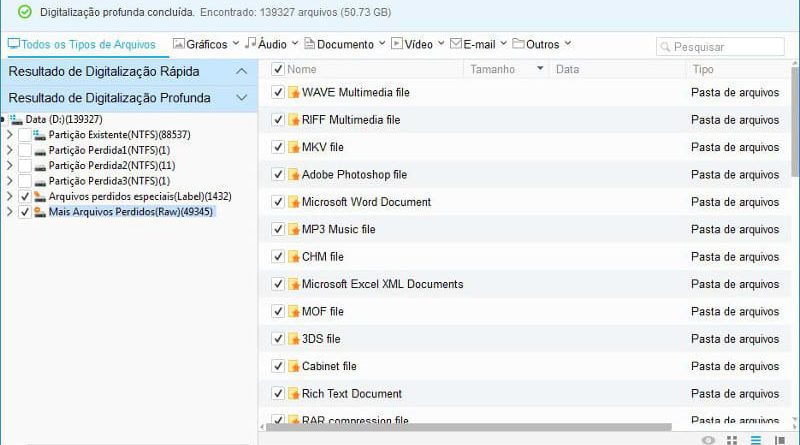 Digitalização profunda concluída. Encontrado: 139327 arquivos (50.73 GB)
Todos os Tipos de Arquivos Gráficos Áudio Documento Vídeo E-mail Outros Pesquisar
Resultado de Digitalização Rápida
Resultado de Digitalização Profunda
Data (D:)(139327)
Partição Existente(NTFS)(88537)
Partição Perdida1(NTFS)(1)
Partição Perdida2(NTFS)(11)
Partição Perdida3(NTFS)(1)
Arquivos perdidos especiais(Label)(1432)
Mais Arquivos Perdidos(Raw)(49345)
Nome Tamanho Data Tipo
WAVE Multimedia file Pasta de arquivos
RIFF Multimedia file Pasta de arquivos
MKV file Pasta de arquivos
Adobe Photoshop file Pasta de arquivos
Microsoft Word Document Pasta de arquivos
MP3 Music file Pasta de arquivos
CHM file Pasta de arquivos
Microsoft Excel XML Documents Pasta de arquivos
MOF file Pasta de arquivos
3DS file Pasta de arquivos
Cabinet file Pasta de arquivos
Rich Text Document Pasta de arquivos
RAR compression file Pasta de arquivos